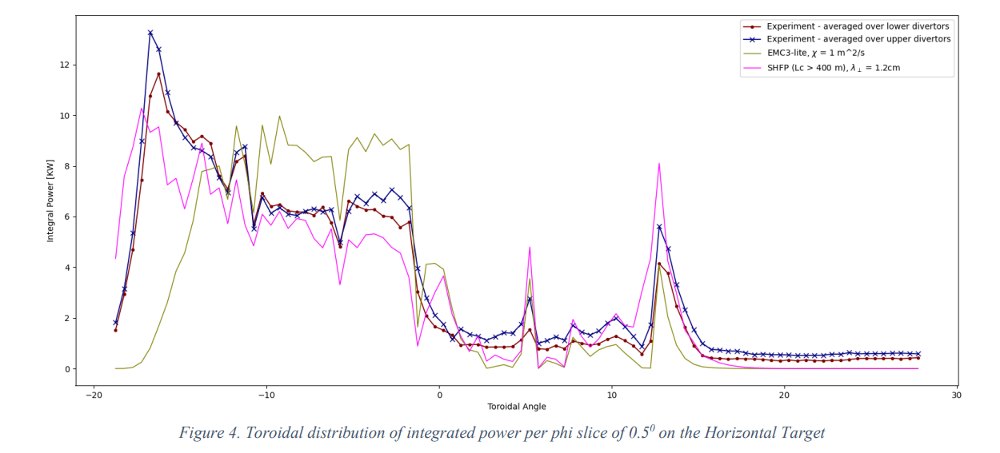 Experiment - averaged over lower divertors
Experiment - averaged over upper divertors
EMC3-lite, χ = 1 m^2/s
SHFP (Lc > 400 m), λ⊥ = 1.2cm
12
10
8
6
4
2
0
Integral Power [KW]
−20 −10 0 10 20 30
Toroidal Angle
Figure 4. Toroidal distribution of integrated power per phi slice of 0.5⁰ on the Horizontal Target